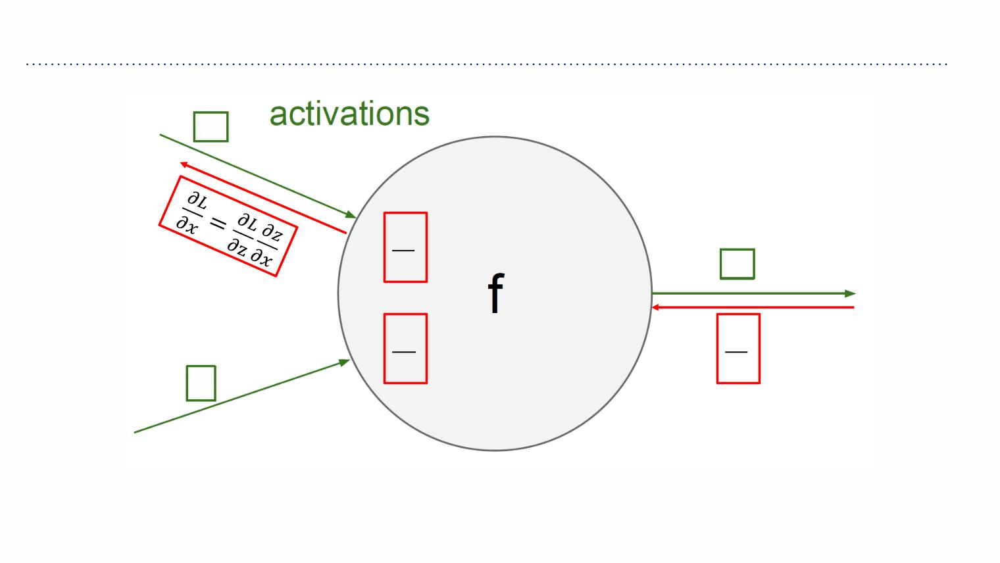 activations
∂L/∂x = ∂L/∂z ∂z/∂x
f